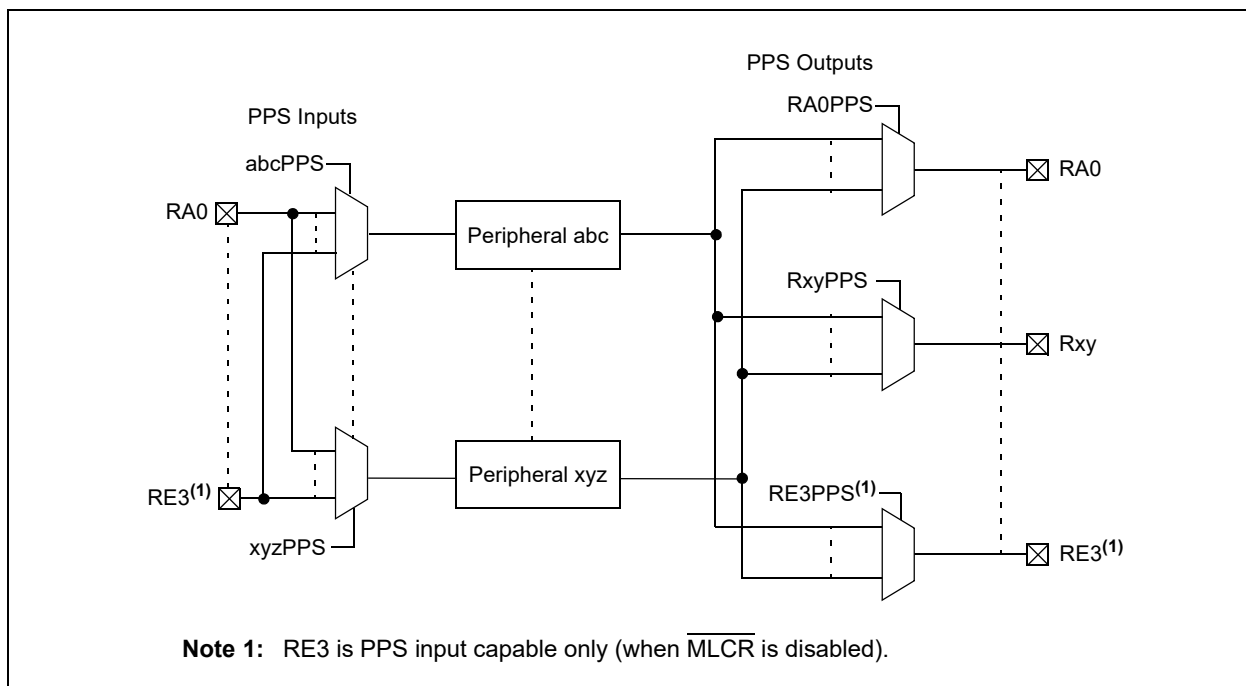 PPS Outputs
RA0PPS
PPS Inputs
abcPPS
RA0
RA0
Peripheral abc
RxyPPS
Rxy
Peripheral xyz
RE3PPS(1)
RE3(1)
xyzPPS
RE3(1)
Note 1: RE3 is PPS input capable only (when MLCR is disabled).